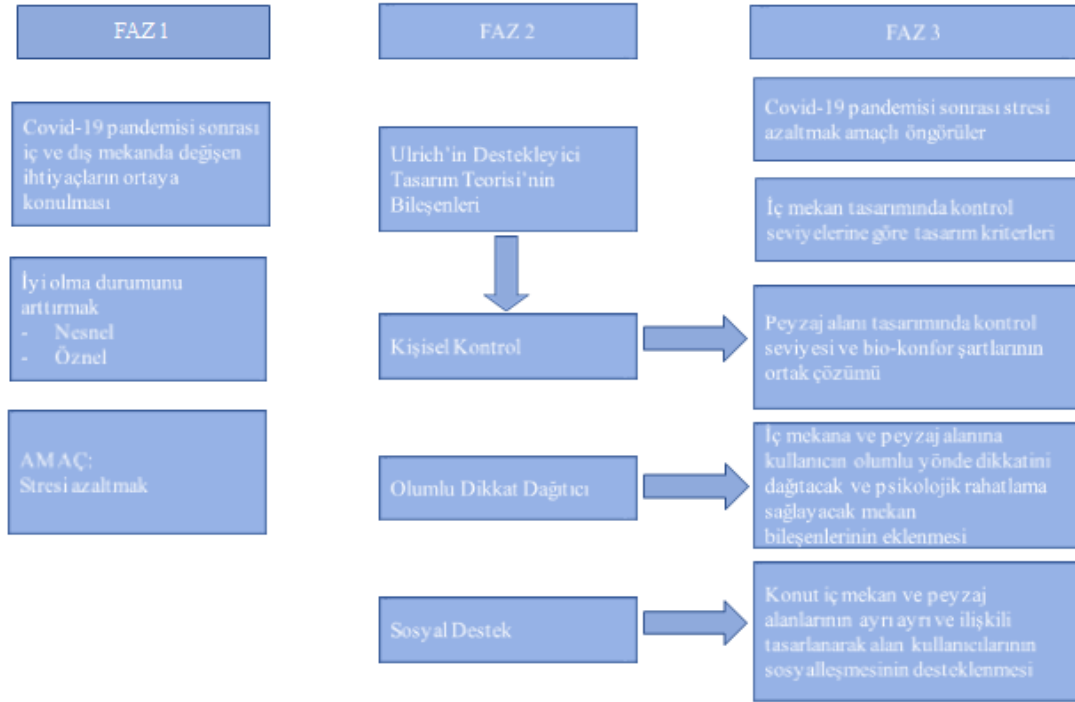 FAZ 1
Covid-19 pandemisi sonrası
iç ve dış mekanda değişen
ihtiyaçların ortaya
konulması
İyi olma durumunu
arttırmak
- Nesnel
- Öznel
AMAÇ:
Stresi azaltmak
FAZ 2
Ulrich’in Destekleyici
Tasarım Teorisi’nin
Bileşenleri
Kişisel Kontrol
Olumlu Dikkat Dağıtıcı
Sosyal Destek
FAZ 3
Covid-19 pandemisi sonrası stresi
azaltmak amaçlı öngörüler
İç mekan tasarımında kontrol
seviyelerine göre tasarım kriterleri
Peyzaj alanı tasarımında kontrol
seviyesi ve bio-konfor şartlarının
ortak çözümü
İç mekana ve peyzaj alanına
kullanıcın olumlu yönde dikkatini
dağıtacak ve psikolojik rahatlama
sağlayacak mekan
bileşenlerinin eklenmesi
Konut iç mekan ve peyzaj
alanlarının ayrı ayrı ve ilişkili
tasarlanarak alan kullanıcılarının
sosyalleşmesinin desteklenmesi